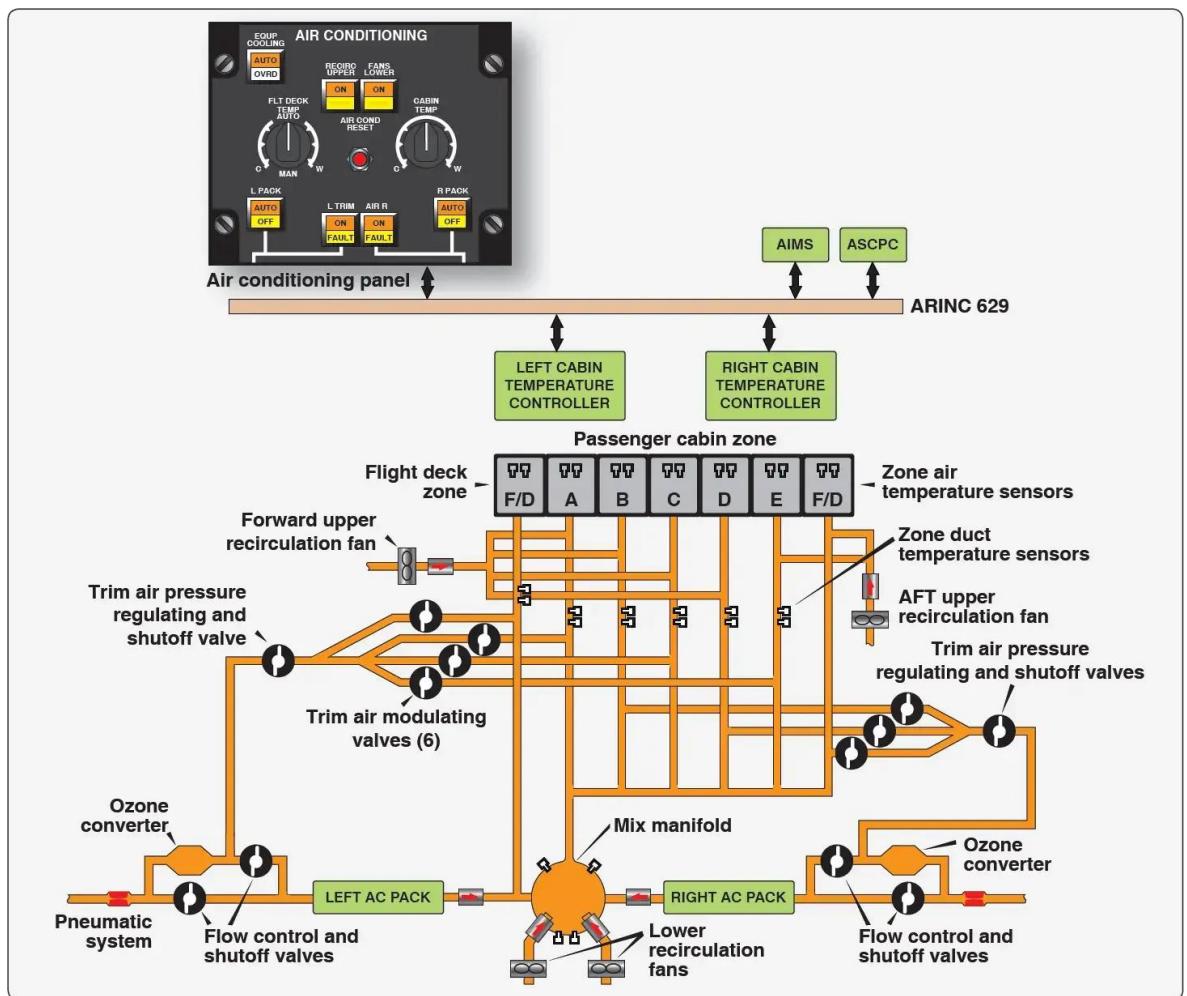 AIR CONDITIONING
EQUP
COOLING
AUTO
OVRD
RECIRC
UPPER
FANS
LOWER
ON
ON
FLT DECK
TEMP
AUTO
C
W
MAN
AIR COND
RESET
CABIN
TEMP
C
W
L PACK
AUTO
OFF
L TRIM
AIR R
ON
ON
FAULT
FAULT
R PACK
AUTO
OFF
Air conditioning panel
AIMS
ASCPC
ARINC 629
LEFT CABIN
TEMPERATURE
CONTROLLER
RIGHT CABIN
TEMPERATURE
CONTROLLER
Passenger cabin zone
Flight deck
zone
F/D
A
B
C
D
E
F/D
Zone air
temperature sensors
Forward upper
recirculation fan
Zone duct
temperature sensors
Trim air pressure
regulating and
shutoff valve
AFT upper
recirculation fan
Trim air pressure
regulating and shutoff valves
Trim air modulating
valves (6)
Ozone
converter
Mix manifold
Ozone
converter
LEFT AC PACK
RIGHT AC PACK
Pneumatic
system
Flow control and
shutoff valves
Lower
recirculation
fans
Flow control and
shutoff valves